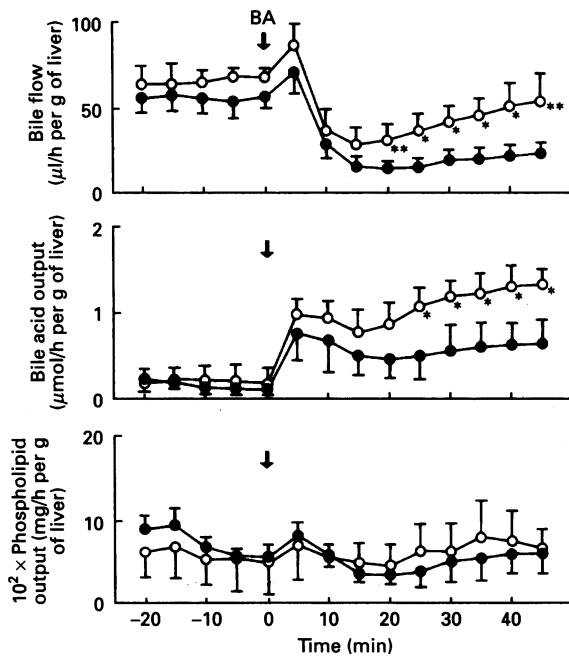 BA
100
50
0
Bile flow
(µl/h per g of liver)
** * * * * **
2
1
0
Bile acid output
(µmol/h per g of liver)
* * * * *
20
10
5
0
10² × Phospholipid
output (mg/h per g
of liver)
−20 −10 0 10 20 30 40
Time (min)